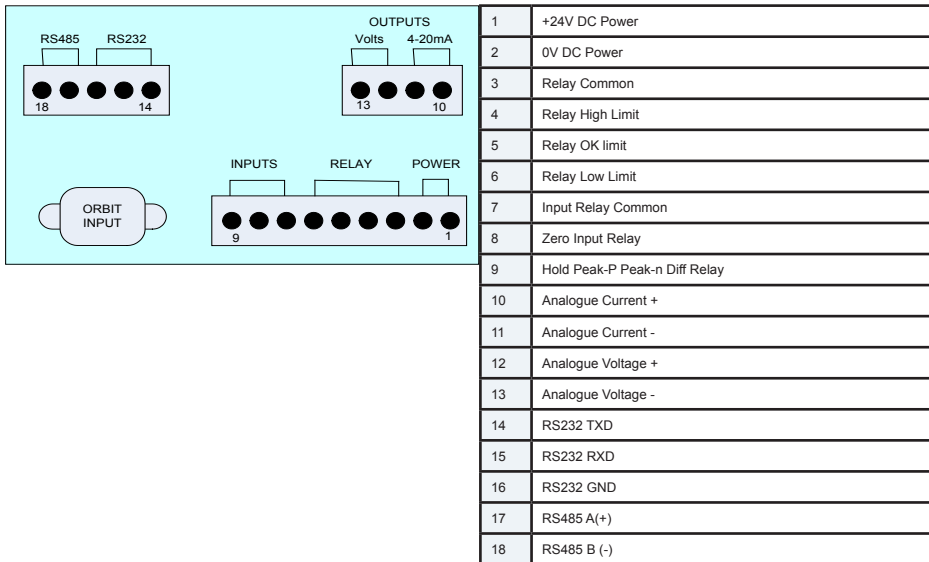 OUTPUTS
RS485 RS232 Volts 4-20mA
18 14 13 10
INPUTS RELAY POWER
ORBIT
INPUT
9 1
1 +24V DC Power
2 0V DC Power
3 Relay Common
4 Relay High Limit
5 Relay OK limit
6 Relay Low Limit
7 Input Relay Common
8 Zero Input Relay
9 Hold Peak-P Peak-n Diff Relay
10 Analogue Current +
11 Analogue Current -
12 Analogue Voltage +
13 Analogue Voltage -
14 RS232 TXD
15 RS232 RXD
16 RS232 GND
17 RS485 A(+)
18 RS485 B (-)